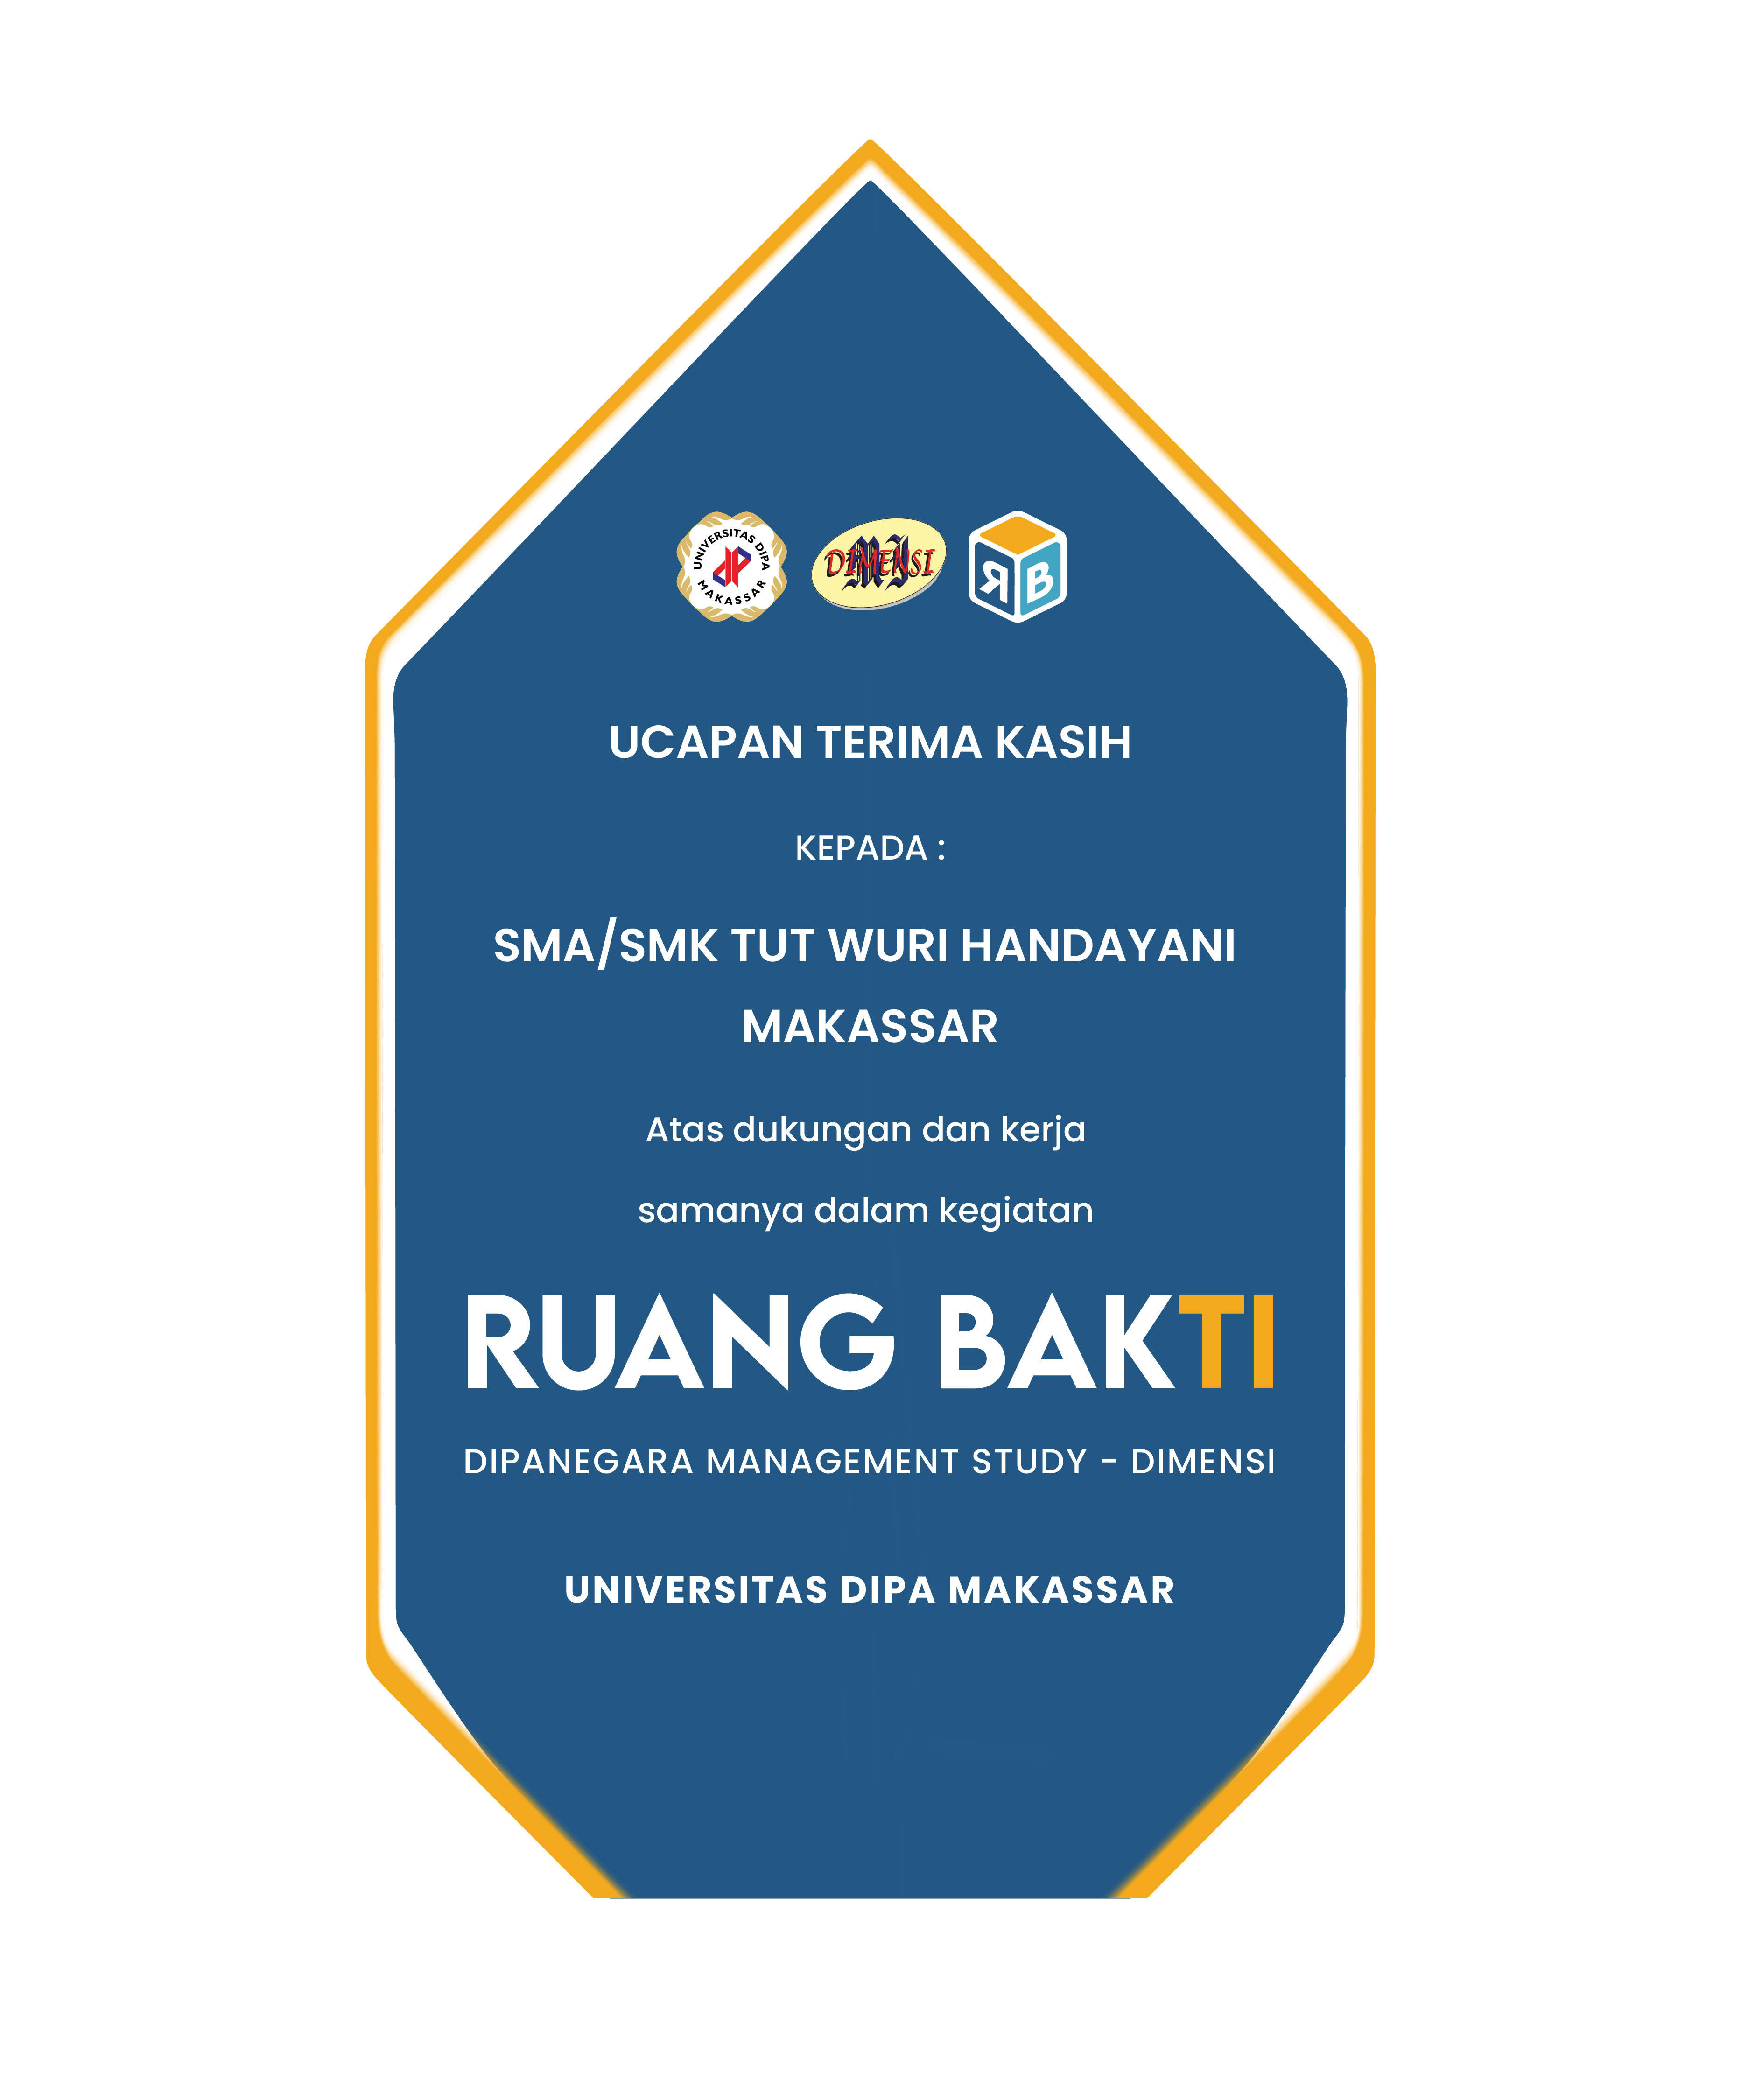 UNIVERSITAS DIPA
MAKASSAR
DIMENSI
R B
UCAPAN TERIMA KASIH
KEPADA :
SMA/SMK TUT WURI HANDAYANI
MAKASSAR
Atas dukungan dan kerja
samanya dalam kegiatan
RUANG BAKTI
DIPANEGARA MANAGEMENT STUDY - DIMENSI
UNIVERSITAS DIPA MAKASSAR